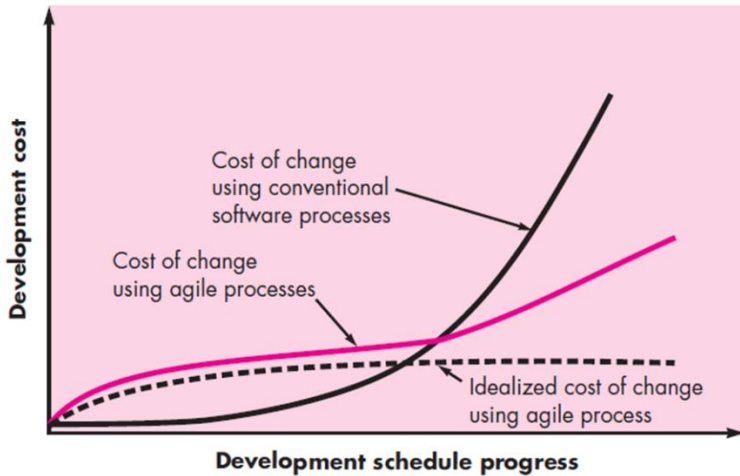 Development cost
Cost of change
using conventional
software processes
Cost of change
using agile processes
Idealized cost of change
using agile process
Development schedule progress